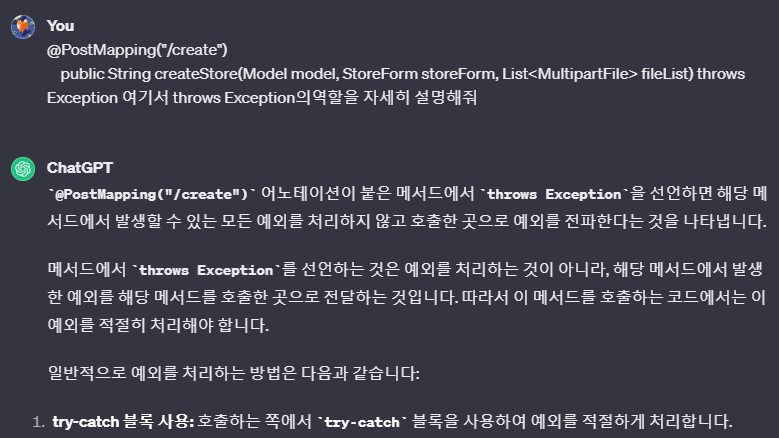 You
@PostMapping("/create")
public String createStore(Model model, StoreForm storeForm, List<MultipartFile> fileList) throws
Exception 여기서 throws Exception의역할을 자세히 설명해줘
ChatGPT
`@PostMapping("/create")` 어노테이션이 붙은 메서드에서 `throws Exception`을 선언하면 해당 메
서드에서 발생할 수 있는 모든 예외를 처리하지 않고 호출한 곳으로 예외를 전파한다는 것을 나타냅니다.
메서드에서 `throws Exception`를 선언하는 것은 예외를 처리하는 것이 아니라, 해당 메서드에서 발생
한 예외를 해당 메서드를 호출한 곳으로 전달하는 것입니다. 따라서 이 메서드를 호출하는 코드에서는 이
예외를 적절히 처리해야 합니다.
일반적으로 예외를 처리하는 방법은 다음과 같습니다:
1. try-catch 블록 사용: 호출하는 쪽에서 `try-catch` 블록을 사용하여 예외를 적절하게 처리합니다.